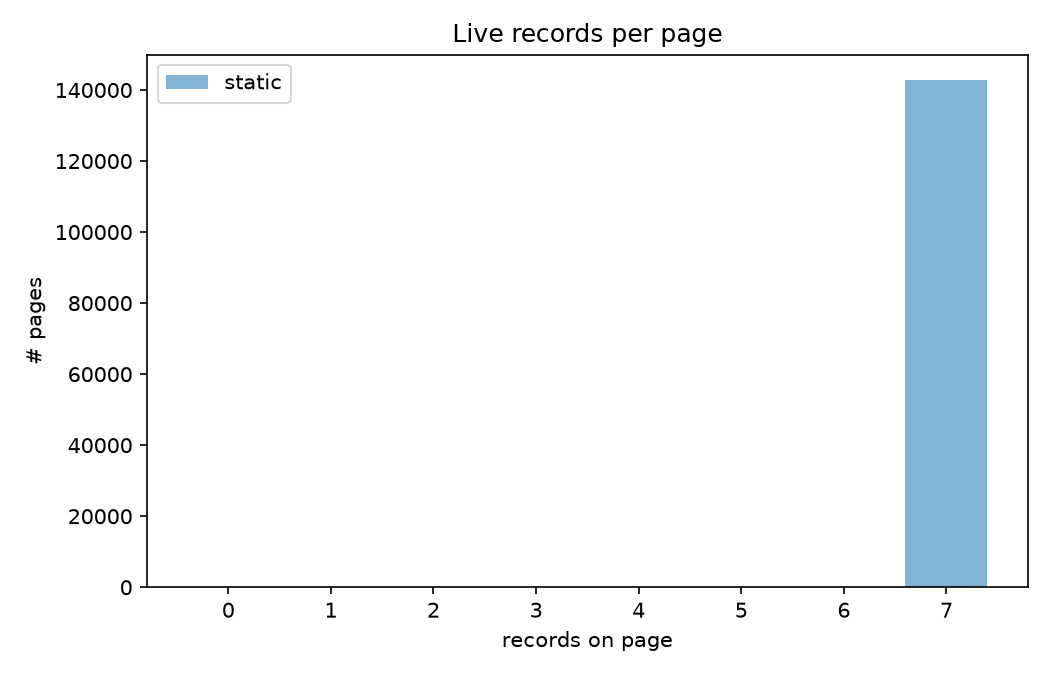 Live records per page
static
# pages
140000
120000
100000
80000
60000
40000
20000
0
0 1 2 3 4 5 6 7
records on page